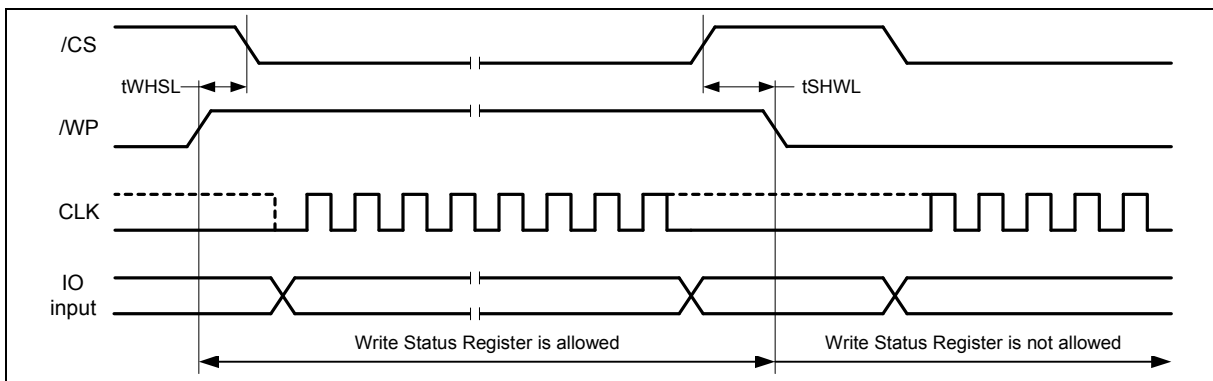 /CS
tWHSL
tSHWL
/WP
CLK
IO
input
Write Status Register is allowed
Write Status Register is not allowed